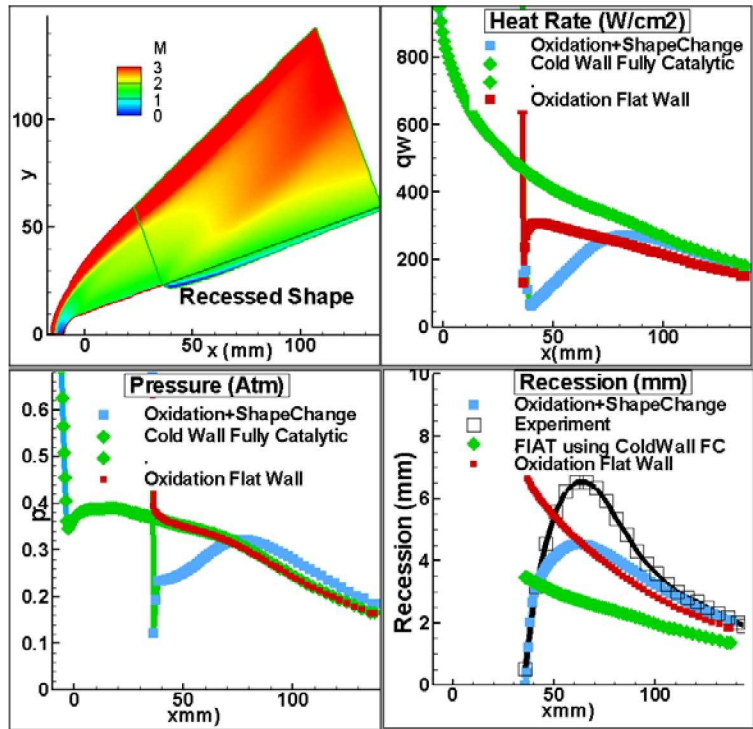 M
3
2
1
0
y
100
50
0
0
50
100
x (mm)
Recessed Shape
Heat Rate (W/cm2)
Oxidation+ShapeChange
Cold Wall Fully Catalytic
.
Oxidation Flat Wall
qw
800
600
400
200
0
0
50
100
x(mm)
Pressure (Atm)
Oxidation+ShapeChange
Cold Wall Fully Catalytic
.
Oxidation Flat Wall
p
0.6
0.5
0.4
0.3
0.2
0.1
0
0
50
100
xmm)
Recession (mm)
Oxidation+ShapeChange
Experiment
FIAT using ColdWall FC
Oxidation Flat Wall
Recession (mm)
10
8
6
4
2
0
0
50
100
x(mm)